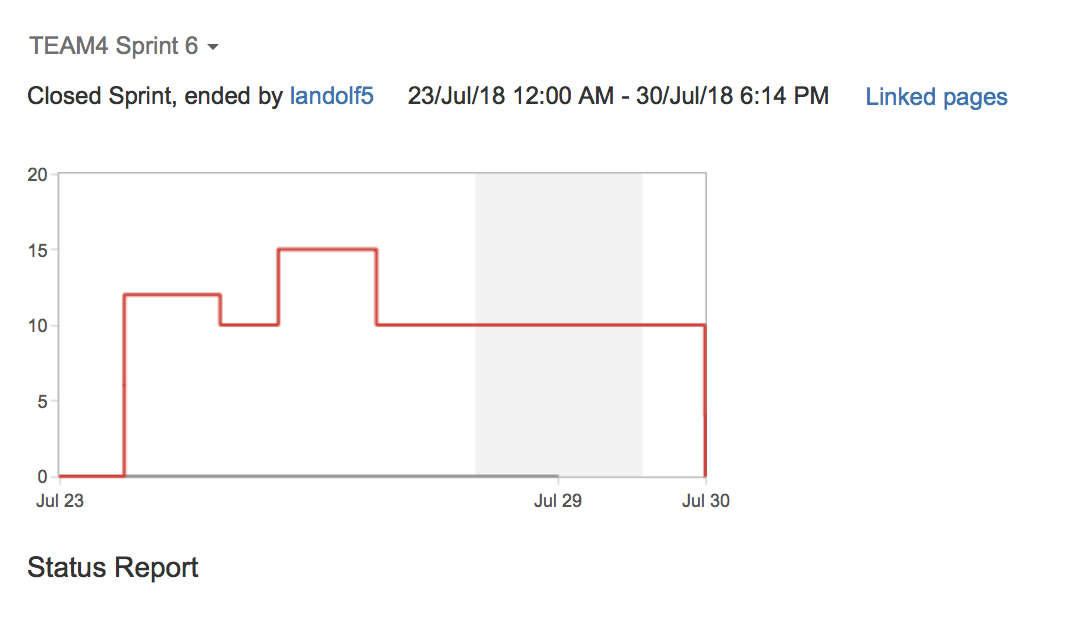 TEAM4 Sprint 6
Closed Sprint, ended by landolf5 23/Jul/18 12:00 AM - 30/Jul/18 6:14 PM Linked pages
20
15
10
5
0
Jul 23 Jul 29 Jul 30
Status Report